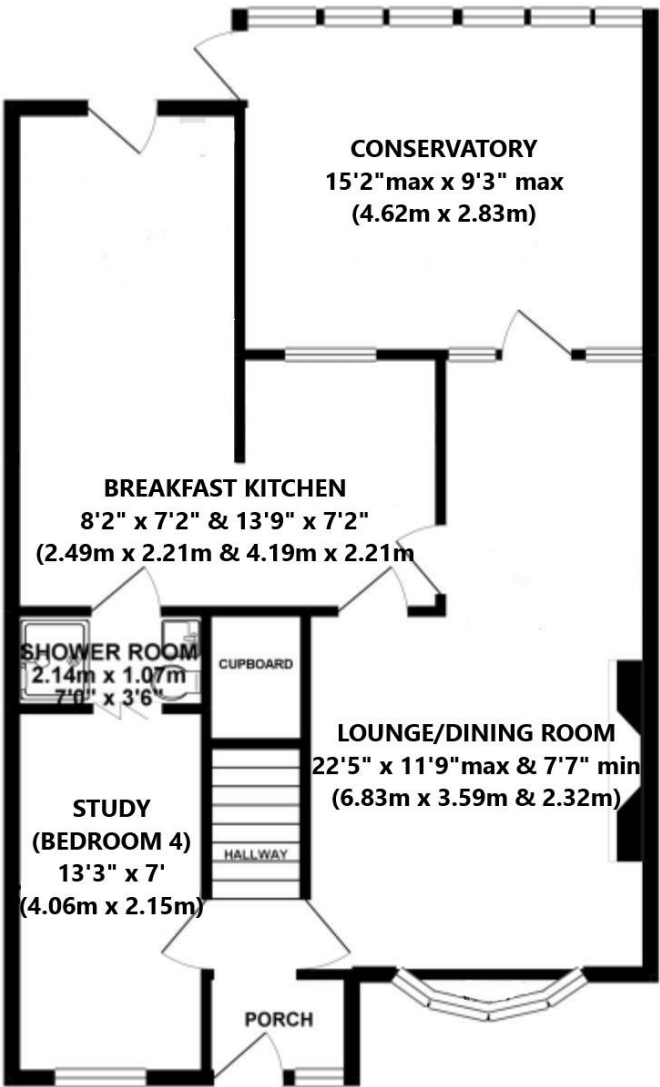 CONSERVATORY
15'2"max x 9'3" max
(4.62m x 2.83m)
BREAKFAST KITCHEN
8'2" x 7'2" & 13'9" x 7'2"
(2.49m x 2.21m & 4.19m x 2.21m
SHOWER ROOM
2.14m x 1.07m
7'0" x 3'6"
CUPBOARD
LOUNGE/DINING ROOM
22'5" x 11'9"max & 7'7" min
(6.83m x 3.59m & 2.32m)
STUDY
(BEDROOM 4)
13'3" x 7'
(4.06m x 2.15m)
HALLWAY
PORCH